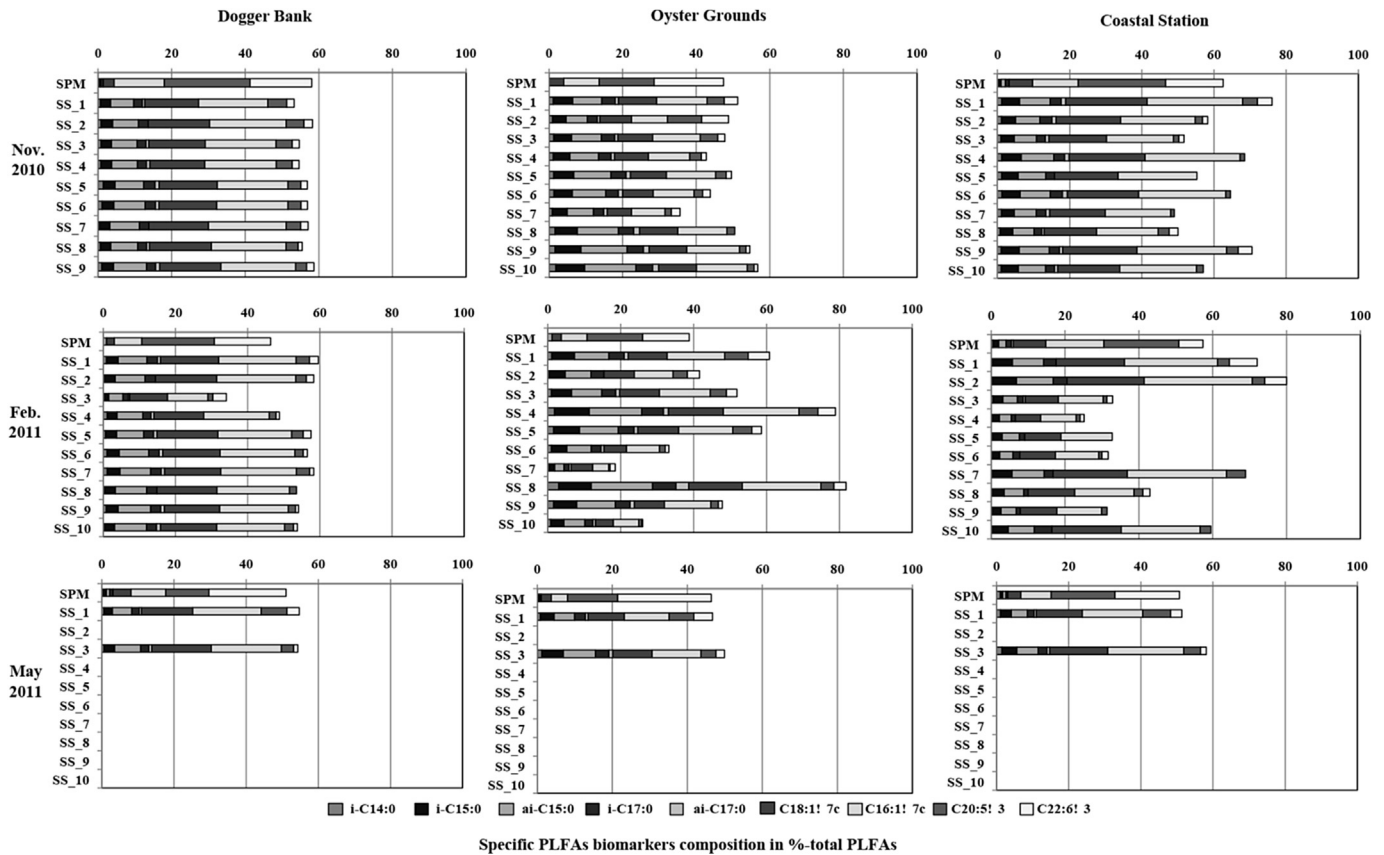 Dogger Bank
Oyster Grounds
Coastal Station
0 20 40 60 80 100
0 20 40 60 80 100
0 20 40 60 80 100
Nov. 2010
SPM
SS_1
SS_2
SS_3
SS_4
SS_5
SS_6
SS_7
SS_8
SS_9
SPM
SS_1
SS_2
SS_3
SS_4
SS_5
SS_6
SS_7
SS_8
SS_9
SS_10
SPM
SS_1
SS_2
SS_3
SS_4
SS_5
SS_6
SS_7
SS_8
SS_9
SS_10
0 20 40 60 80 100
0 20 40 60 80 100
0 20 40 60 80 100
Feb. 2011
SPM
SS_1
SS_2
SS_3
SS_4
SS_5
SS_6
SS_7
SS_8
SS_9
SS_10
SPM
SS_1
SS_2
SS_3
SS_4
SS_5
SS_6
SS_7
SS_8
SS_9
SS_10
SPM
SS_1
SS_2
SS_3
SS_4
SS_5
SS_6
SS_7
SS_8
SS_9
SS_10
0 20 40 60 80 100
0 20 40 60 80 100
0 20 40 60 80 100
May 2011
SPM
SS_1
SS_2
SS_3
SS_4
SS_5
SS_6
SS_7
SS_8
SS_9
SS_10
SPM
SS_1
SS_2
SS_3
SS_4
SS_5
SS_6
SS_7
SS_8
SS_9
SS_10
SPM
SS_1
SS_2
SS_3
SS_4
SS_5
SS_6
SS_7
SS_8
SS_9
SS_10
i-C14:0 i-C15:0 ai-C15:0 i-C17:0 ai-C17:0 C18:1! 7c C16:1! 7c C20:5! 3 C22:6! 3
Specific PLFAs biomarkers composition in %-total PLFAs